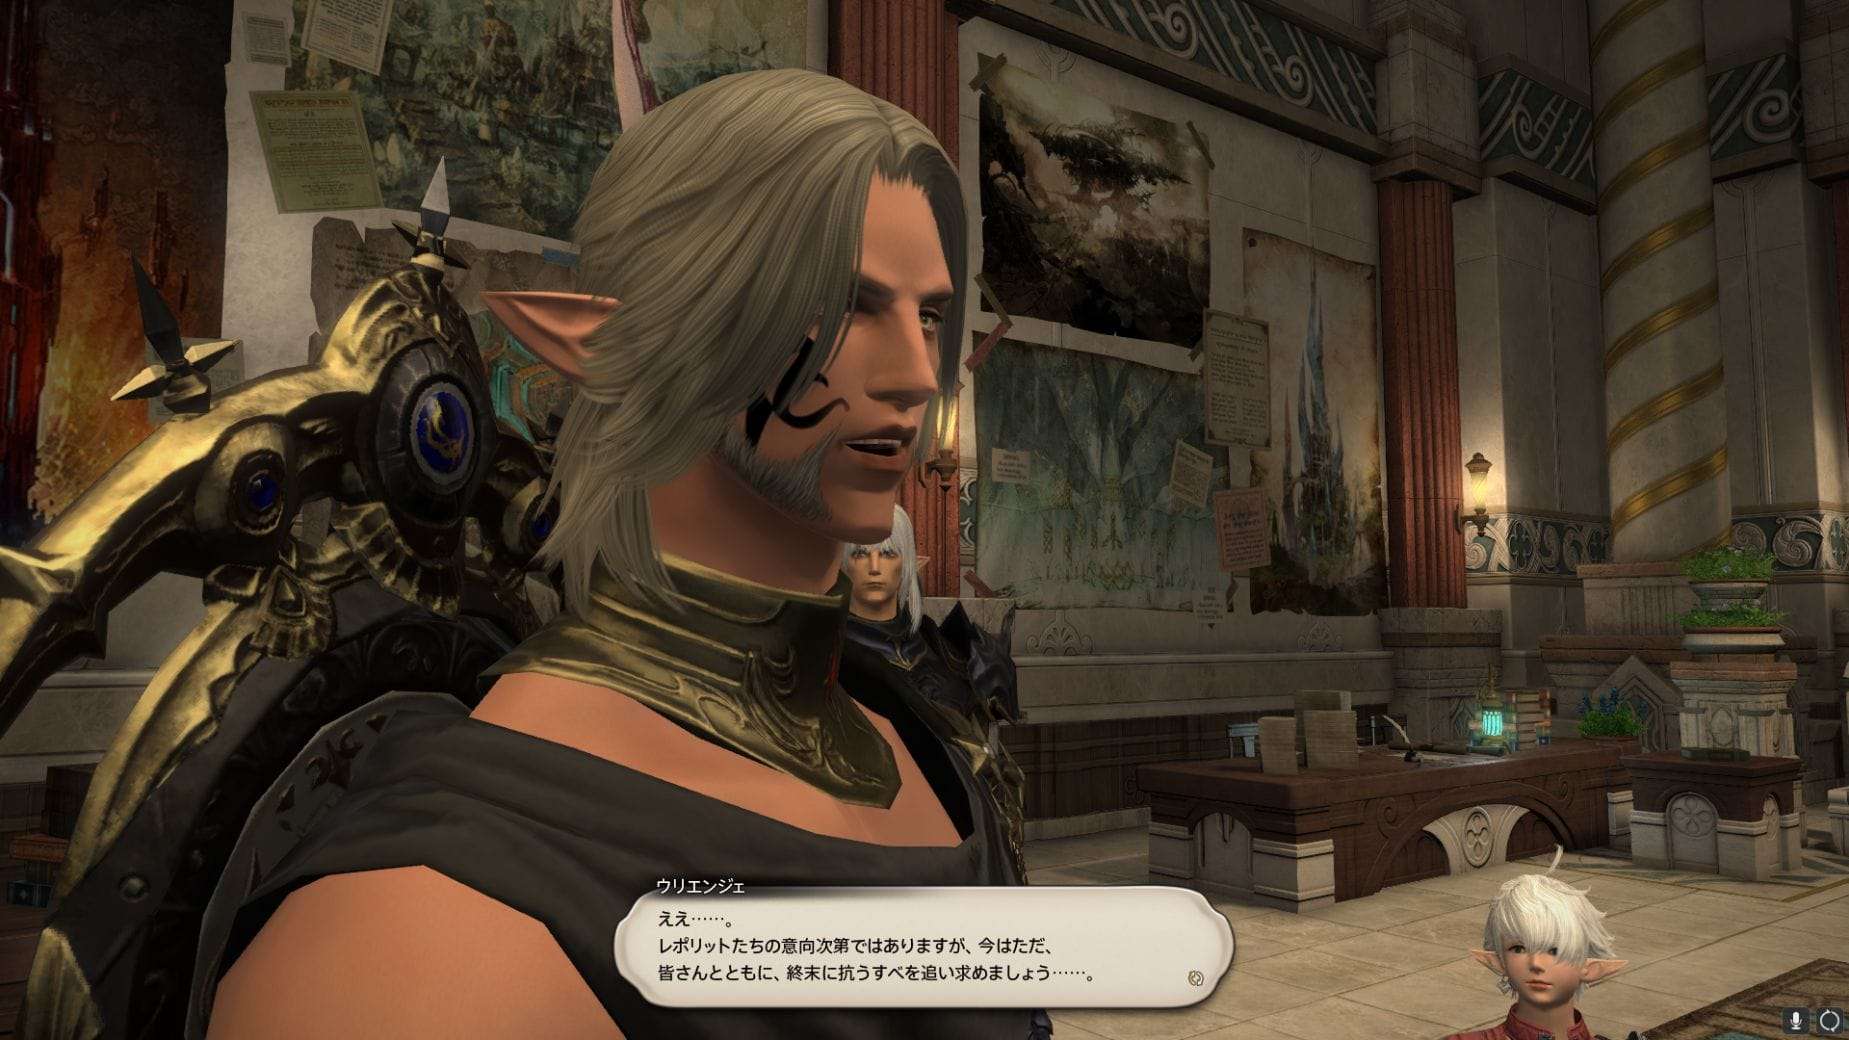 ウリエンジェ
ええ……。
レポリットたちの意向次第ではありますが、今はただ、
皆さんとともに、終末に抗うすべを追い求めましょう……。